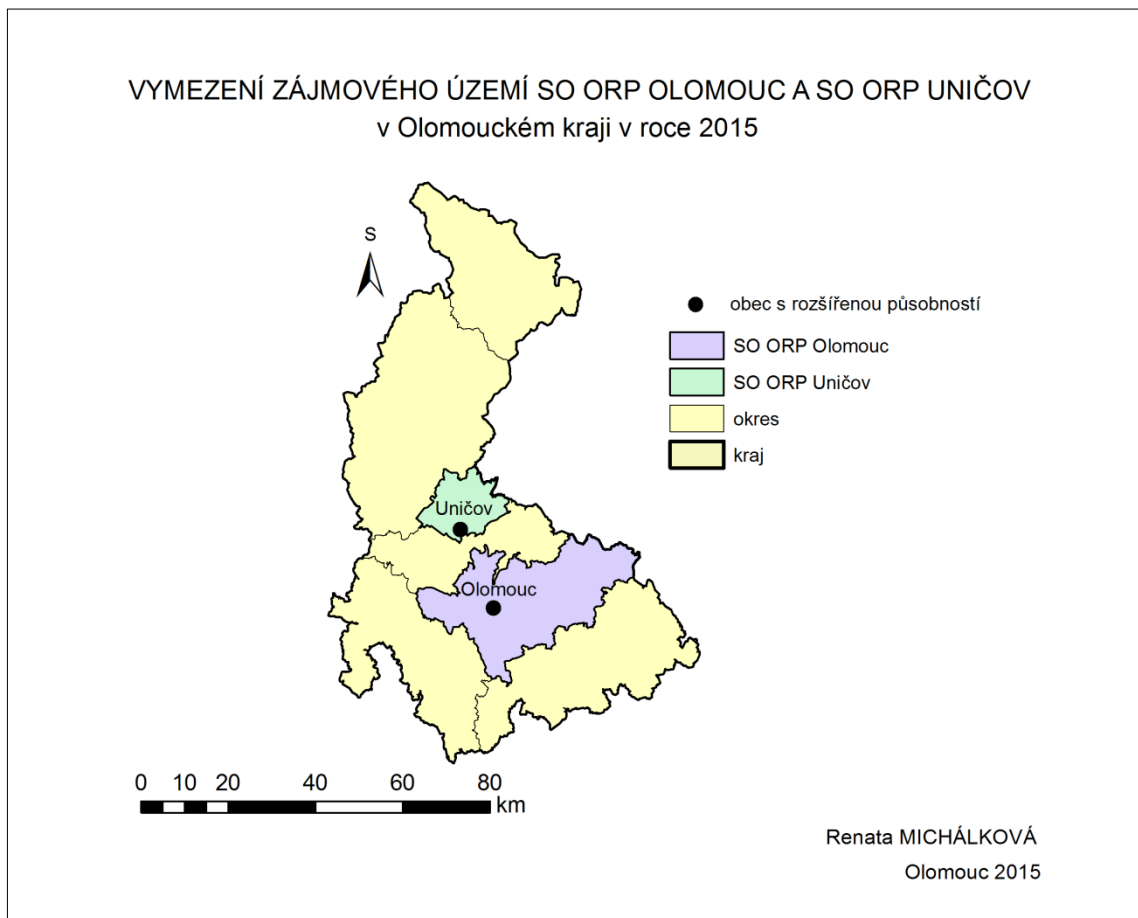 VYMEZENÍ ZÁJMOVÉHO ÚZEMÍ SO ORP OLOMOUC A SO ORP UNIČOV
v Olomouckém kraji v roce 2015
S
obec s rozšířenou působností
SO ORP Olomouc
SO ORP Uničov
okres
kraj
Uničov
Olomouc
0 10 20 40 60 80
km
Renata MICHÁLKOVÁ
Olomouc 2015